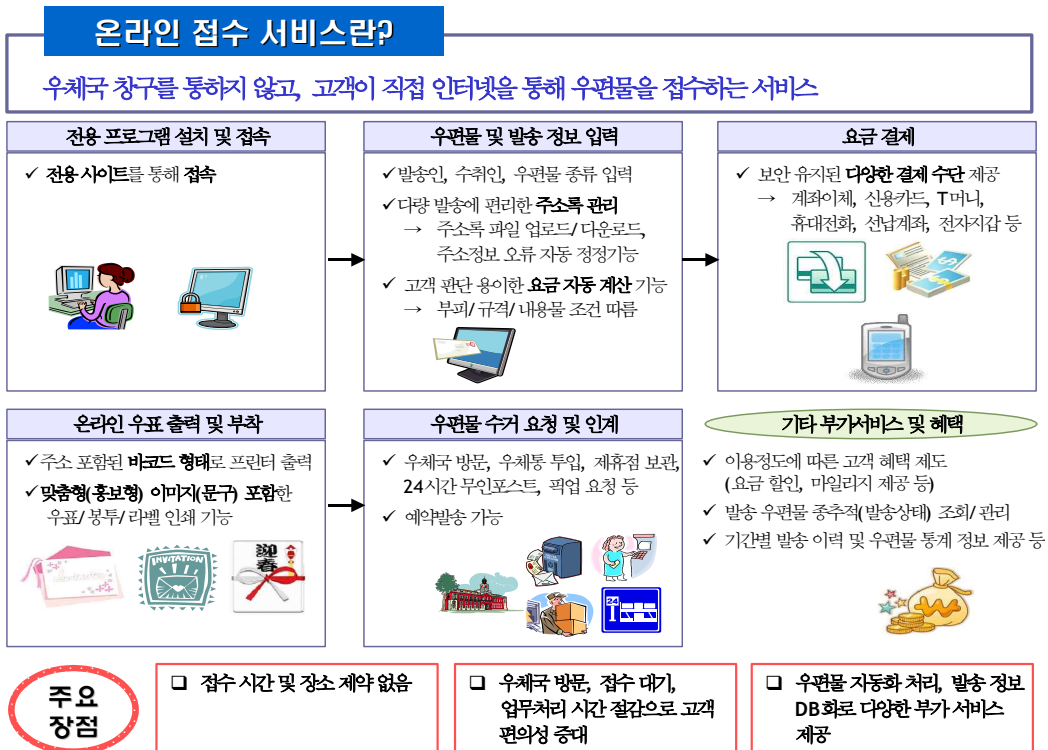 온라인 접수 서비스란?
우체국 창구를 통하지 않고, 고객이 직접 인터넷을 통해 우편물을 접수하는 서비스
전용 프로그램 설치 및 접속
✓ 전용 사이트를 통해 접속
우편물 및 발송 정보 입력
✓발송인, 수취인, 우편물 종류 입력
✓다량 발송에 편리한 주소록 관리
→ 주소록 파일 업로드/다운로드,
주소정보 오류 자동 정정기능
✓ 고객 판단 용이한 요금 자동 계산 기능
→ 부피/규격/내용물 조건 따름
요금 결제
✓ 보안 유지된 다양한 결제 수단 제공
→ 계좌이체, 신용카드, T머니,
휴대전화, 선납계좌, 전자지갑 등
온라인 우표 출력 및 부착
✓주소 포함된 바코드 형태로 프린터 출력
✓맞춤형(홍보형) 이미지(문구) 포함한
우표/봉투/라벨 인쇄 기능
INVITATION
迎春
우편물 수거 요청 및 인계
✓ 우체국 방문, 우체통 투입, 제휴점 보관,
24시간 무인포스트, 픽업 요청 등
✓ 예약발송 가능
24
기타 부가서비스 및 혜택
✓ 이용정도에 따른 고객 혜택 제도
(요금 할인, 마일리지 제공 등)
✓ 발송 우편물 종추적(발송상태) 조회/관리
✓ 기간별 발송 이력 및 우편물 통계 정보 제공 등
주요
장점
❑ 접수 시간 및 장소 제약 없음
❑ 우체국 방문, 접수 대기,
업무처리 시간 절감으로 고객
편의성 증대
❑ 우편물 자동화 처리, 발송 정보
DB화로 다양한 부가 서비스
제공